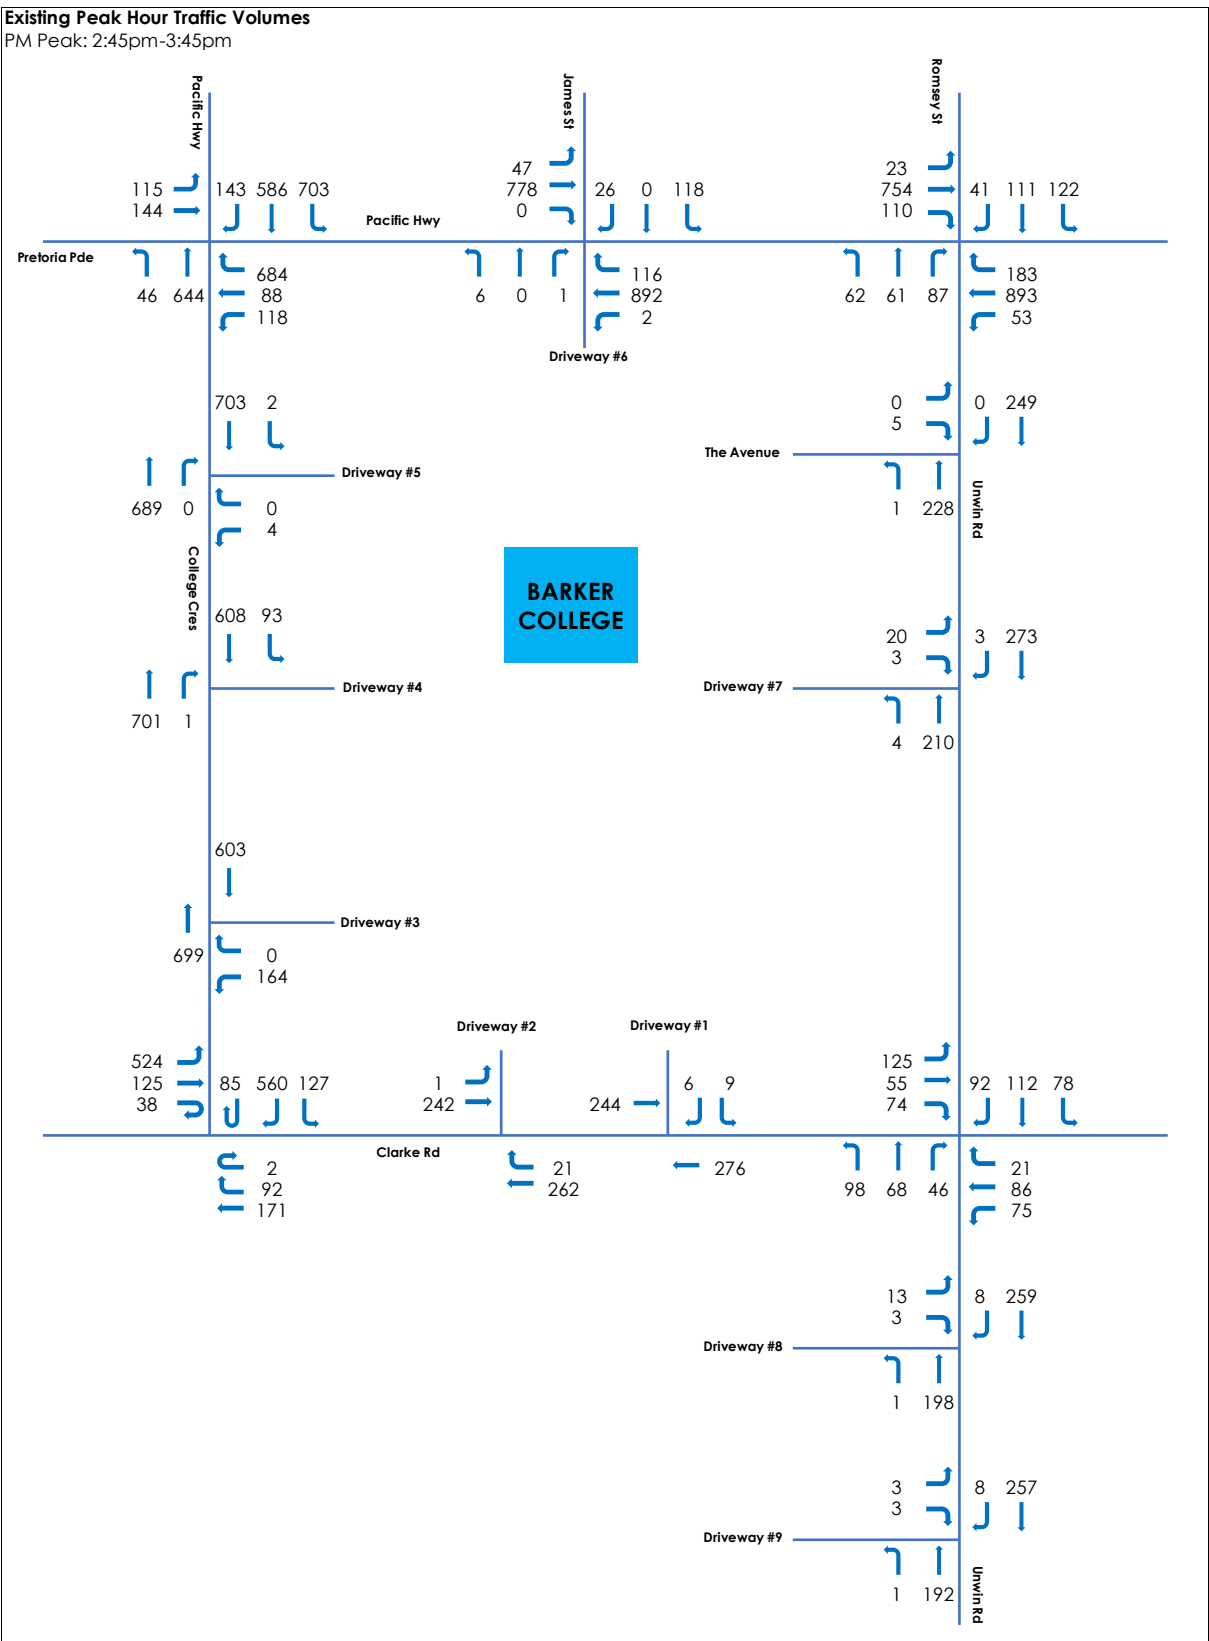 Existing Peak Hour Traffic Volumes
PM Peak: 2:45pm-3:45pm
Pacific Hwy
James St
Romsey St
115
144
143 586 703
Pacific Hwy
47
778
0
26 0 118
23
754
110
41 111 122
Pretoria Pde
46 644
684
88
118
6 0 1
116
892
2
Driveway #6
62 61 87
183
893
53
703 2
0
5
0 249
The Avenue
Driveway #5
689 0
0
4
1 228
Unwin Rd
College Cres
BARKER
COLLEGE
608 93
20
3
3 273
Driveway #4
Driveway #7
701 1
4 210
603
Driveway #3
699
0
164
Driveway #2
Driveway #1
524
125
38
85 560 127
1
242
244
6 9
125
55
74
92 112 78
Clarke Rd
2
92
171
21
262
276
98 68 46
21
86
75
13
3
8 259
Driveway #8
1 198
3
3
8 257
Driveway #9
1 192
Unwin Rd